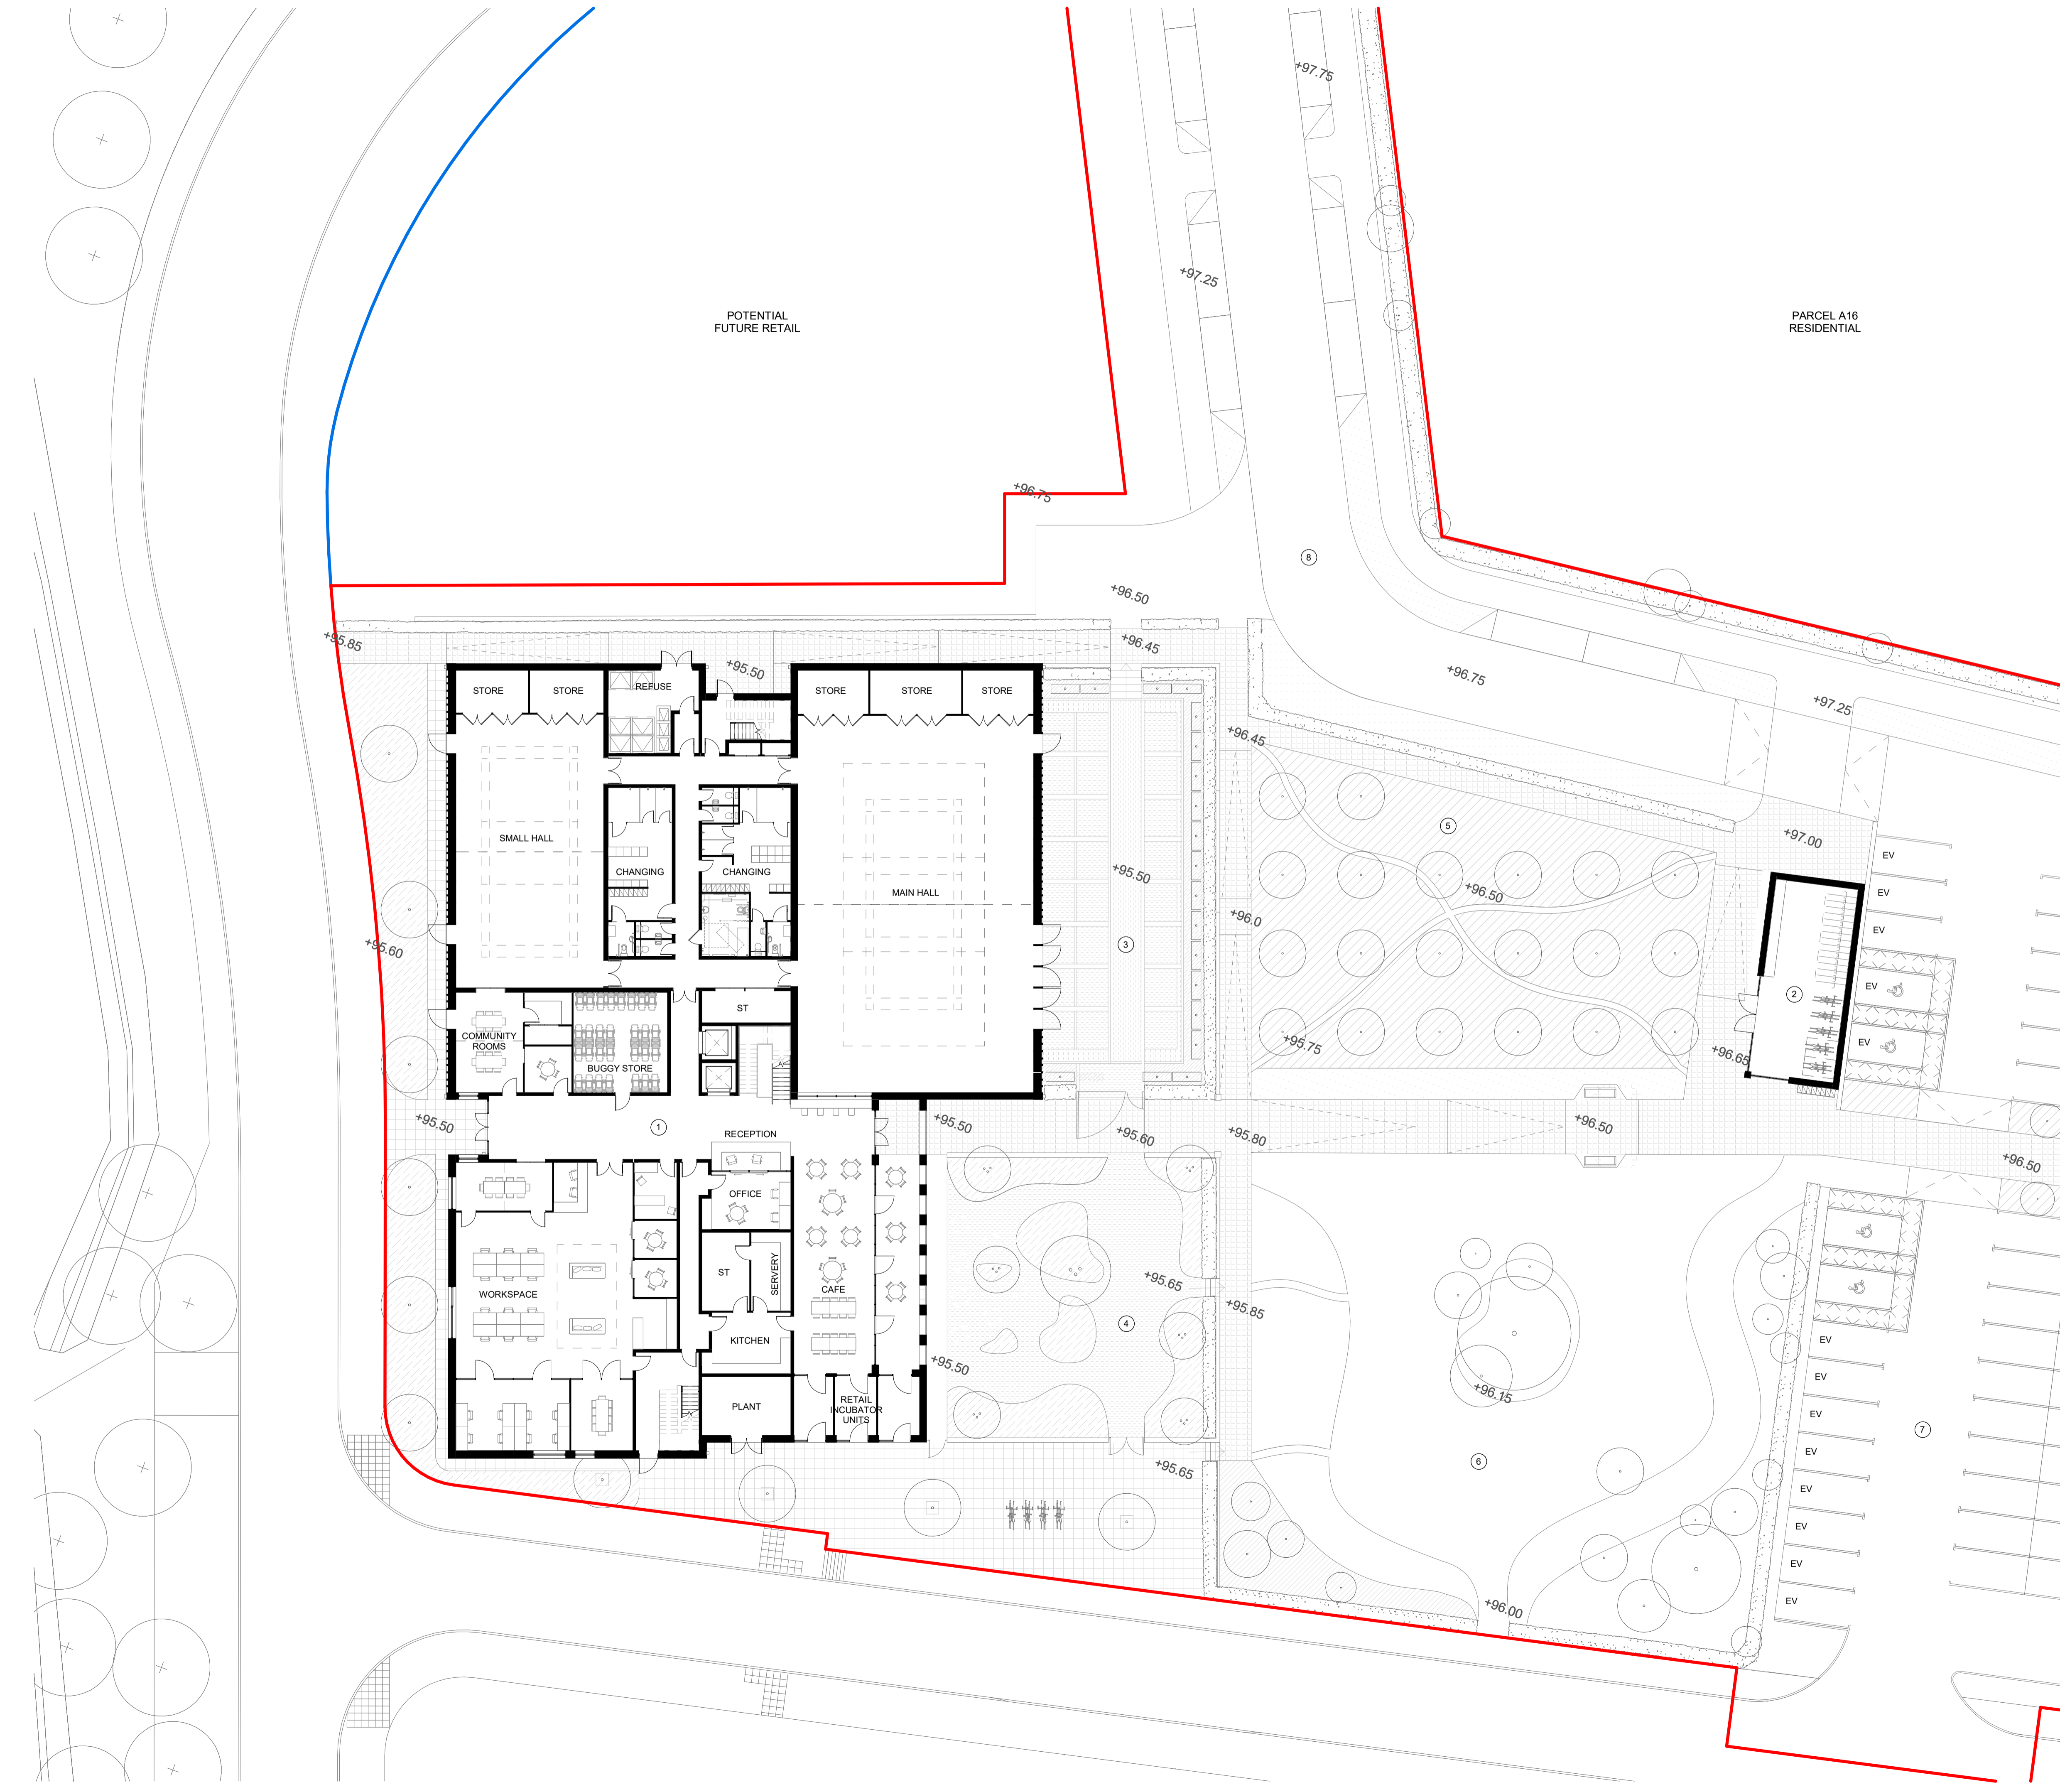 +97.75
+97.25
POTENTIAL
FUTURE RETAIL
PARCEL A16
RESIDENTIAL
+96.75
8
+96.50
+95.85
+96.45
+95.50
+96.75
STORE
STORE
REFUSE
STORE
STORE
STORE
+97.25
+96.45
SMALL HALL
5
+97.00
EV
CHANGING
CHANGING
+95.50
MAIN HALL
+96.50
EV
+96.0
EV
+95.60
3
EV
2
ST
COMMUNITY
ROOMS
BUGGY STORE
+95.75
+96.65
EV
+95.50
1
RECEPTION
+95.50
+95.60
+95.80
+96.50
+96.50
OFFICE
ST
SERVERY
WORKSPACE
CAFE
+95.65
+95.85
4
KITCHEN
EV
+95.50
EV
+96.15
PLANT
RETAIL
INCUBATOR
UNITS
EV
7
EV
+95.65
6
EV
EV
EV
EV
+96.00